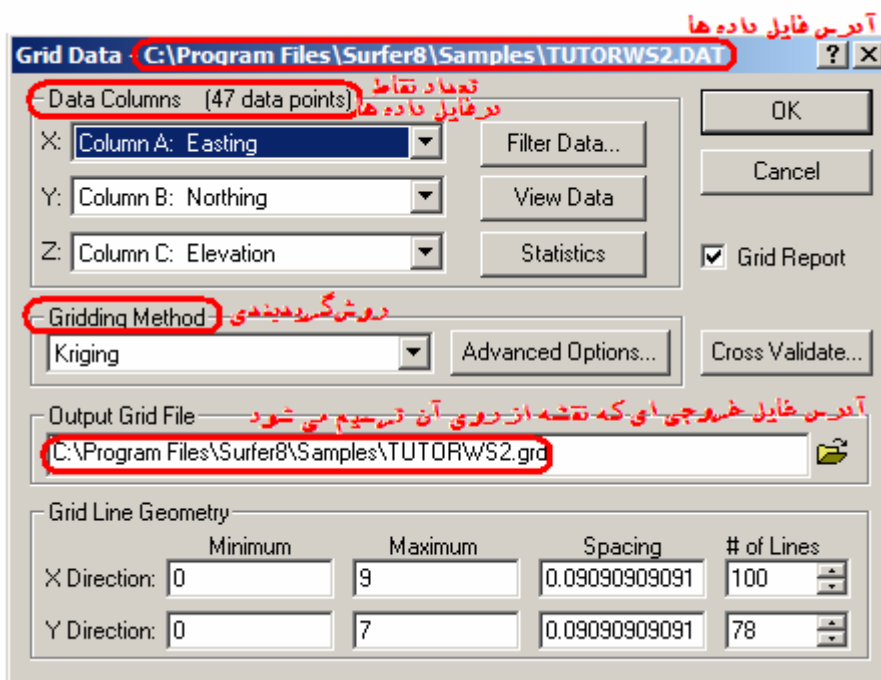 آدرس فایل داده ها
Grid Data - C:\Program Files\Surfer8\Samples\TUTORWS2.DAT
Data Columns (47 data points)
تعداد نقاط
در فایل داده ها
X: Column A: Easting
Filter Data...
OK
Y: Column B: Northing
View Data
Cancel
Z: Column C: Elevation
Statistics
Grid Report
Gridding Method روش گریدبندی
Kriging
Advanced Options...
Cross Validate...
Output Grid File آدرس فایل خروجی ای که نقشه از روی آن ترسیم می شود
C:\Program Files\Surfer8\Samples\TUTORWS2.grd
Grid Line Geometry
Minimum Maximum Spacing # of Lines
X Direction: 0 9 0.09090909091 100
Y Direction: 0 7 0.09090909091 78